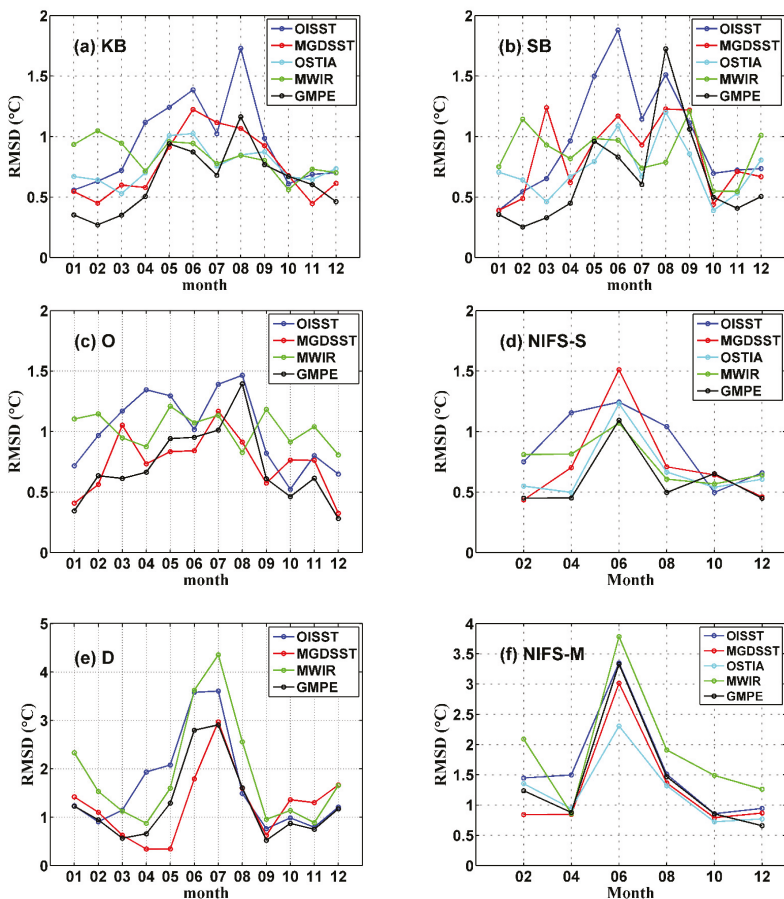 (a) KB
OISST
MGDSST
OSTIA
MWIR
GMPE
RMSD (°C)
2
1.5
1
0.5
0
01 02 03 04 05 06 07 08 09 10 11 12
month
(b) SB
OISST
MGDSST
OSTIA
MWIR
GMPE
RMSD (°C)
2
1.5
1
0.5
0
01 02 03 04 05 06 07 08 09 10 11 12
month
(c) O
OISST
MGDSST
MWIR
GMPE
RMSD (°C)
2
1.5
1
0.5
0
01 02 03 04 05 06 07 08 09 10 11 12
month
(d) NIFS-S
OISST
MGDSST
OSTIA
MWIR
GMPE
RMSD (°C)
2
1.5
1
0.5
0
02 04 06 08 10 12
Month
(e) D
OISST
MGDSST
MWIR
GMPE
RMSD (°C)
5
4
3
2
1
0
01 02 03 04 05 06 07 08 09 10 11 12
month
(f) NIFS-M
OISST
MGDSST
OSTIA
MWIR
GMPE
RMSD (°C)
4
3.5
3
2.5
2
1.5
1
0.5
0
02 04 06 08 10 12
Month